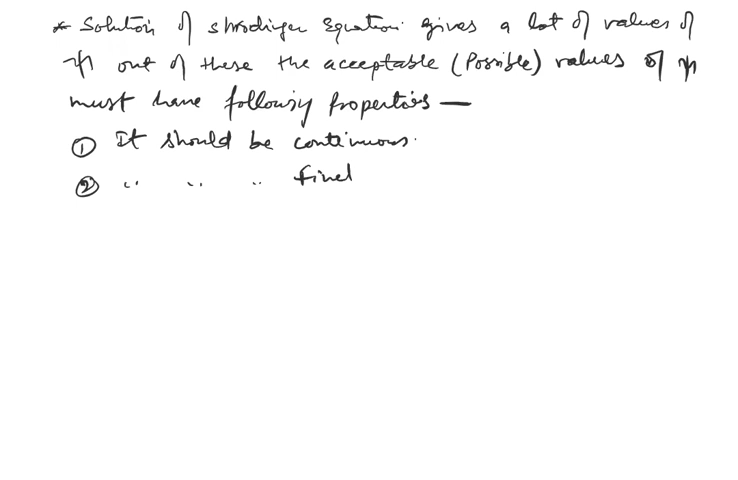 * Solution of shrodinger Equation gives a lot of values of
ψ out of these the acceptable (Possible) values of ψ
must have following properties —
① It should be continuous.
② " " "